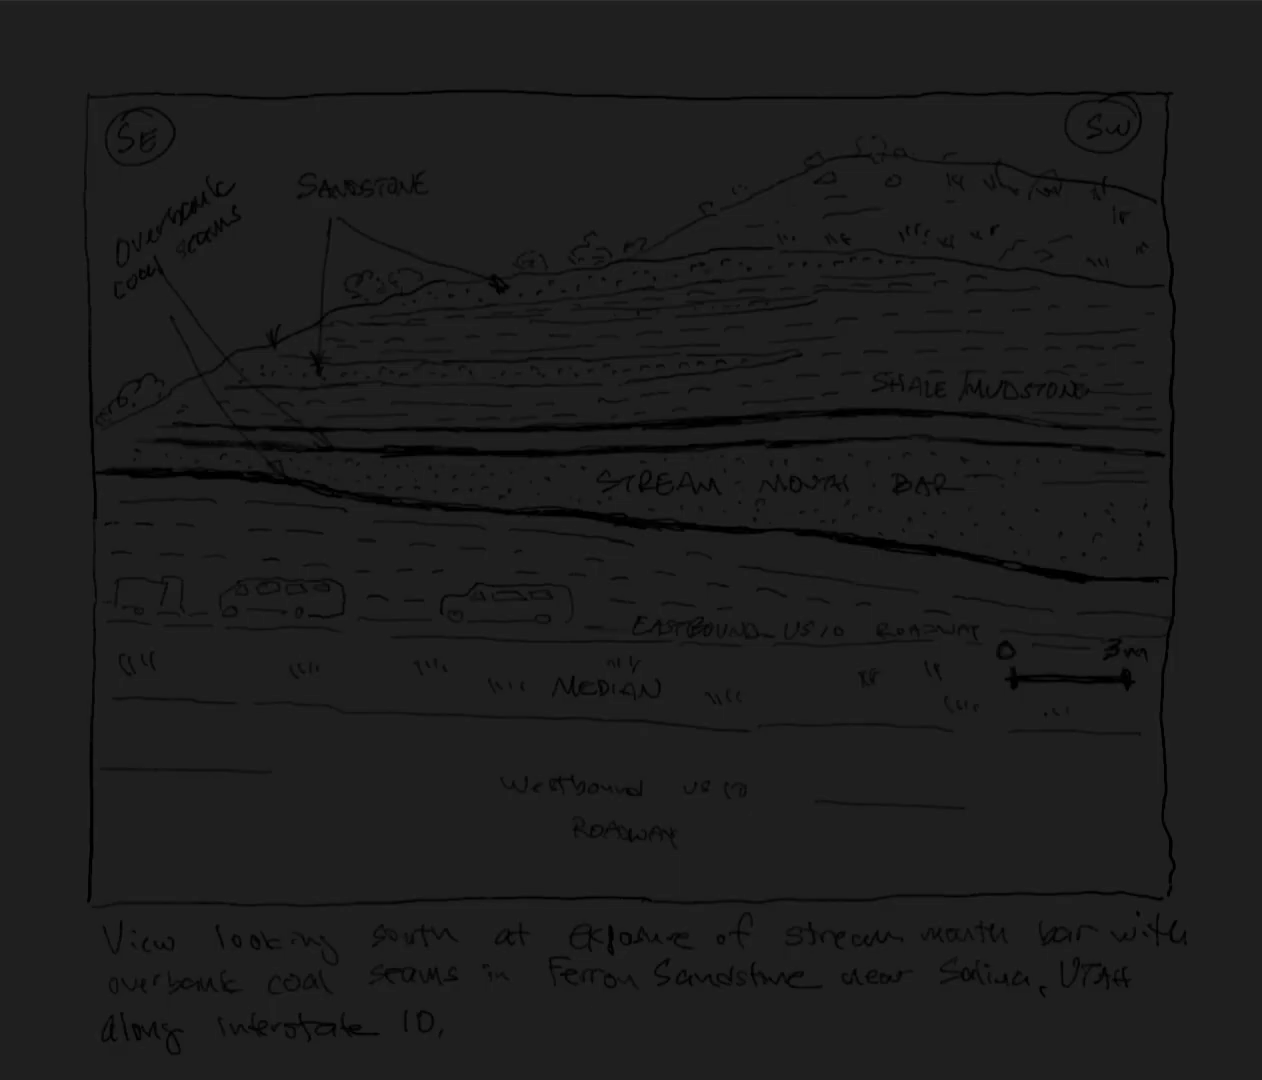 SE
SW
SANDSTONE
Overbank
coal seams
SHALE/MUDSTONE
STREAM MOUTH BAR
EASTBOUND US 10 ROADWAY
0 3m
MEDIAN
Westbound US 10
ROADWAY
View looking south at exposure of stream mouth bar with
overbank coal seams in Ferron Sandstone near Salina, UTAH
along interstate 10.